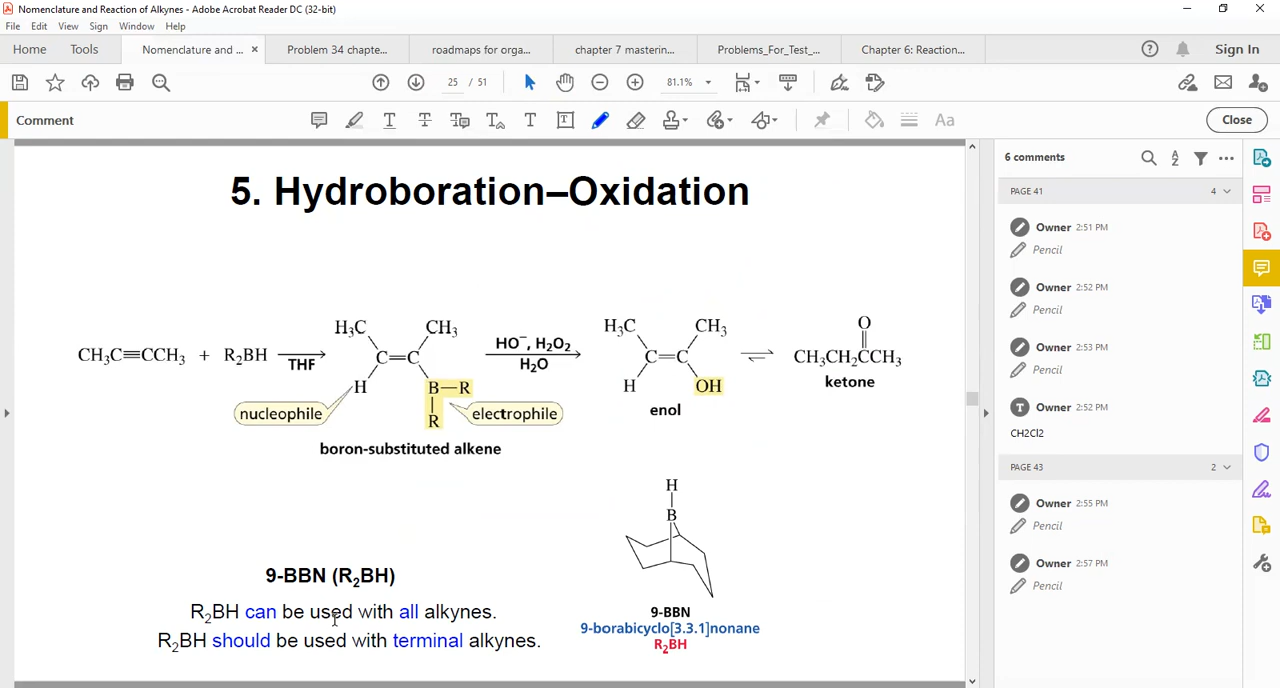 Nomenclature and Reaction of Alkynes - Adobe Acrobat Reader DC (32-bit)
File Edit View Sign Window Help
Home Tools Nomenclature and ... × Problem 34 chapte... roadmaps for orga... chapter 7 masterin... Problems_For_Test_... Chapter 6: Reaction... Sign In
25 / 51 81.1%
Comment Close
5. Hydroboration–Oxidation
CH₃C≡CCH₃ + R₂BH
THF
H₃C CH₃
C=C
H B—R
R
nucleophile
electrophile
boron-substituted alkene
HO⁻, H₂O₂
H₂O
H₃C CH₃
C=C
H OH
enol
O
CH₃CH₂CCH₃
ketone
9-BBN (R₂BH)
R₂BH can be used with all alkynes.
R₂BH should be used with terminal alkynes.
H
B
9-BBN
9-borabicyclo[3.3.1]nonane
R₂BH
6 comments
PAGE 41 4
Owner 2:51 PM
Pencil
Owner 2:52 PM
Pencil
Owner 2:53 PM
Pencil
T Owner 2:52 PM
CH2Cl2
PAGE 43 2
Owner 2:55 PM
Pencil
Owner 2:57 PM
Pencil